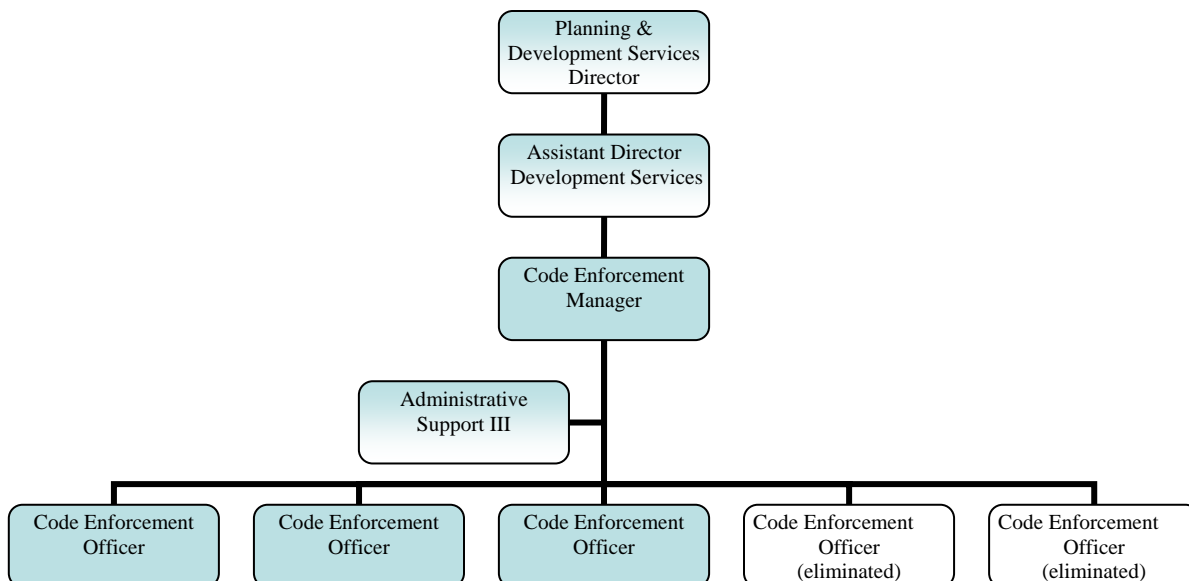 Planning &
Development Services
Director
Assistant Director
Development Services
Code Enforcement
Manager
Administrative
Support III
Code Enforcement
Officer
Code Enforcement
Officer
Code Enforcement
Officer
Code Enforcement
Officer
(eliminated)
Code Enforcement
Officer
(eliminated)